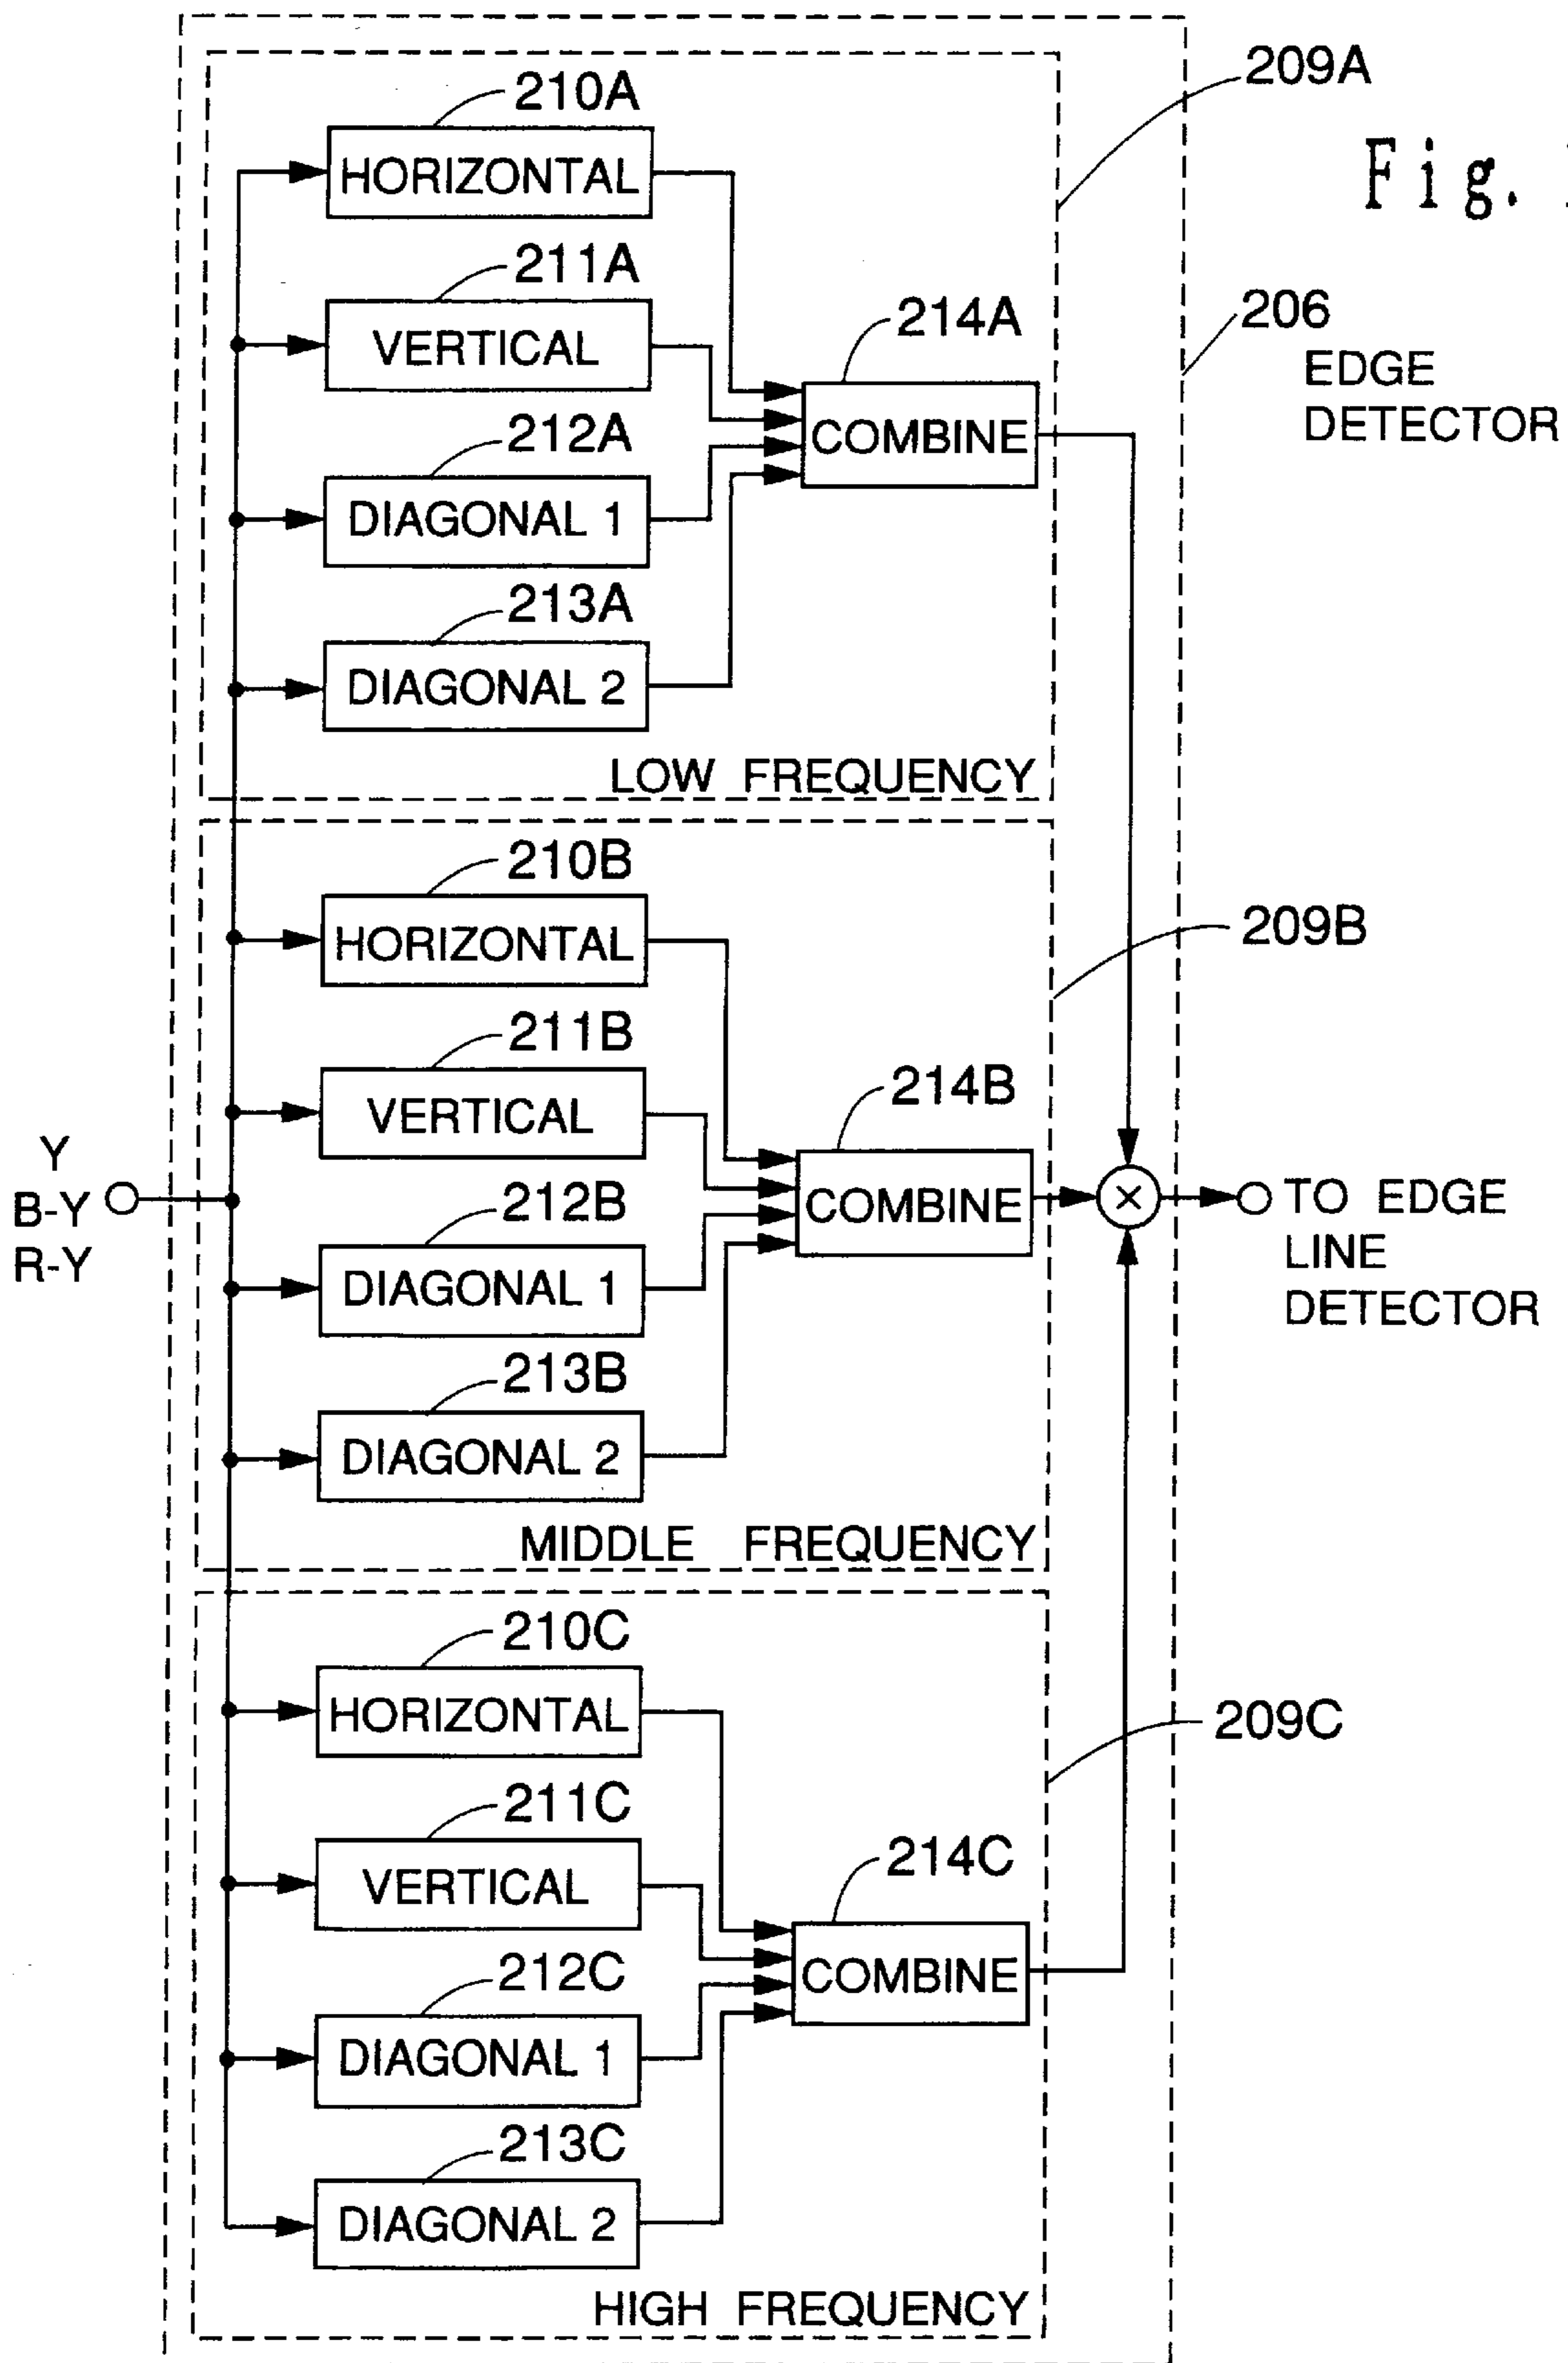 209A
210A
HORIZONTAL
Fig.
211A
VERTICAL
214A
COMBINE
206
EDGE
DETECTOR
212A
DIAGONAL 1
213A
DIAGONAL 2
LOW FREQUENCY
210B
HORIZONTAL
209B
211B
VERTICAL
214B
COMBINE
Y
B-Y
R-Y
212B
DIAGONAL 1
×
TO EDGE
LINE
DETECTOR
213B
DIAGONAL 2
MIDDLE FREQUENCY
210C
HORIZONTAL
209C
211C
VERTICAL
214C
COMBINE
212C
DIAGONAL 1
213C
DIAGONAL 2
HIGH FREQUENCY